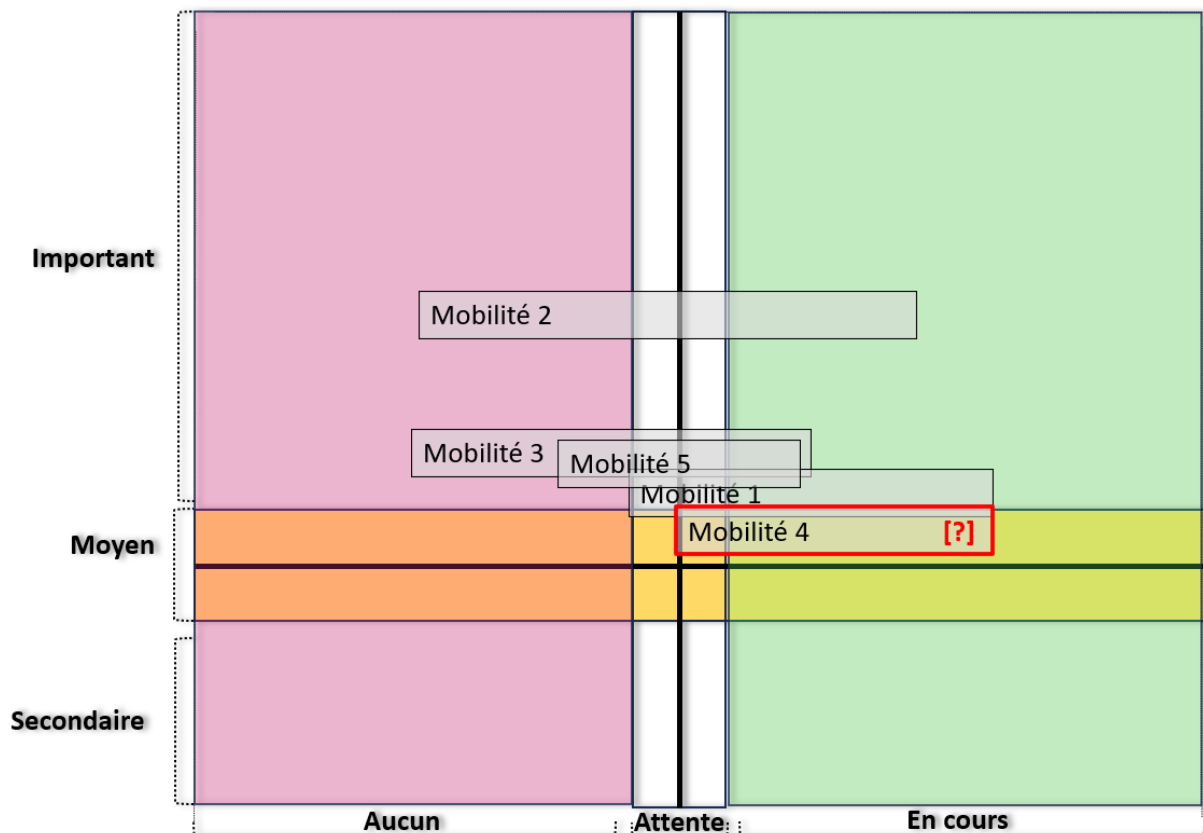 Important
Mobilité 2
Mobilité 3
Mobilité 5
Mobilité 1
Mobilité 4 [?]
Moyen
Secondaire
Aucun Attente En cours